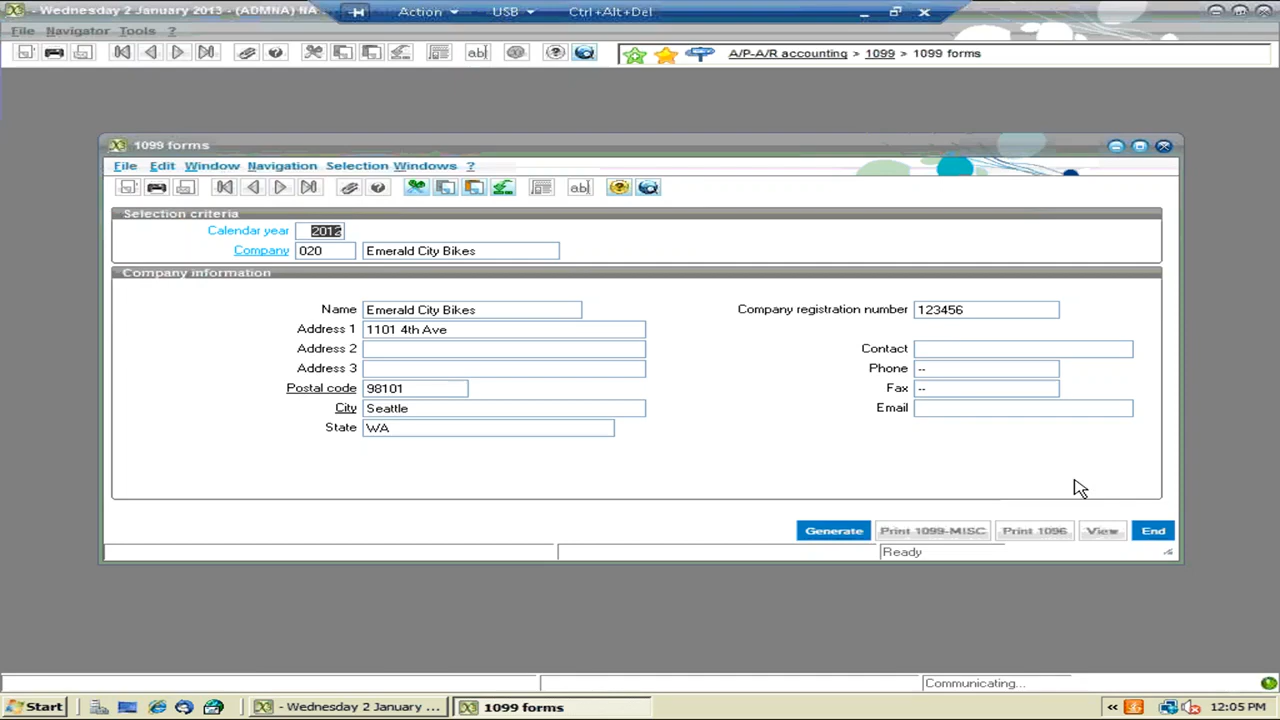 - Wednesday 2 January 2013 - (ADMNA) NA
Action USB Ctrl+Alt+Del
File Navigator Tools ?
A/P-A/R accounting > 1099 > 1099 forms
1099 forms
File Edit Window Navigation Selection Windows ?
Selection criteria
Calendar year 2012
Company 020 Emerald City Bikes
Company information
Name Emerald City Bikes
Company registration number 123456
Address 1 1101 4th Ave
Address 2
Contact
Address 3
Phone --
Postal code 98101
Fax --
City Seattle
Email
State WA
Generate Print 1099-MISC Print 1096 View End
Ready
Communicating...
Start - Wednesday 2 January ... 1099 forms « 12:05 PM